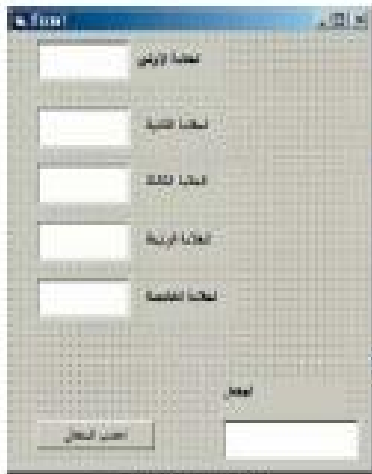 Form1
العلامة الأولى
العلامة الثانية
العلامة الثالثة
العلامة الرابعة
العلامة الخامسة
المعدل
احسب المعدل